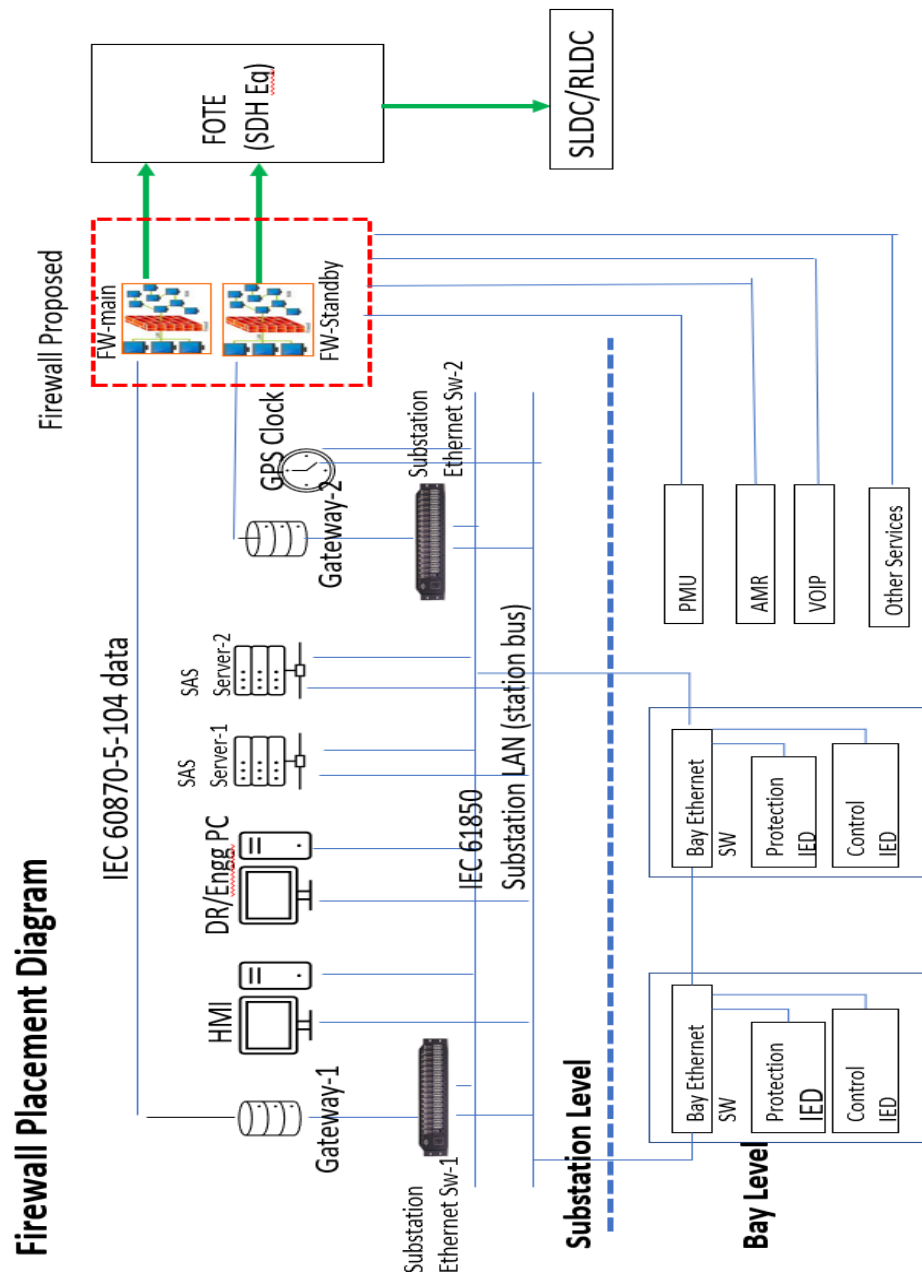 Firewall Placement Diagram
Firewall Proposed
IEC 60870-5-104 data
FW-main
FW-Standby
FOTE
(SDH Eq)
SLDC/RLDC
Gateway-1
HMI
DR/Engg PC
SAS
Server-1
SAS
Server-2
Gateway-2
GPS Clock
Substation
Ethernet Sw-1
Substation
Ethernet Sw-2
IEC 61850
Substation LAN (station bus)
Substation Level
Bay Level
Bay Ethernet
SW
Protection
IED
Control
IED
Bay Ethernet
SW
Protection
IED
Control
IED
PMU
AMR
VOIP
Other Services